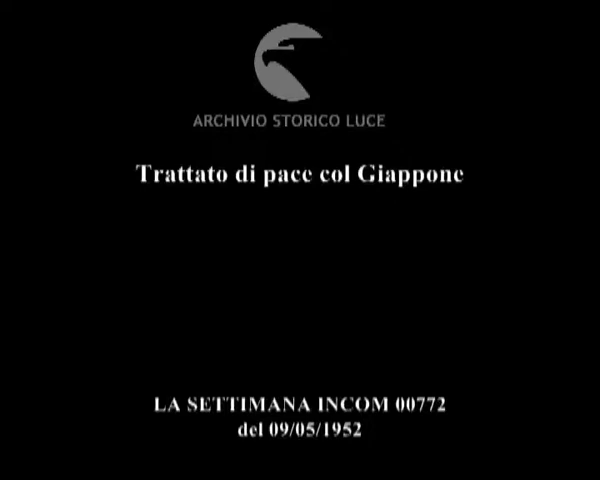 ARCHIVIO STORICO LUCE
Trattato di pace col Giappone
LA SETTIMANA INCOM 00772
del 09/05/1952